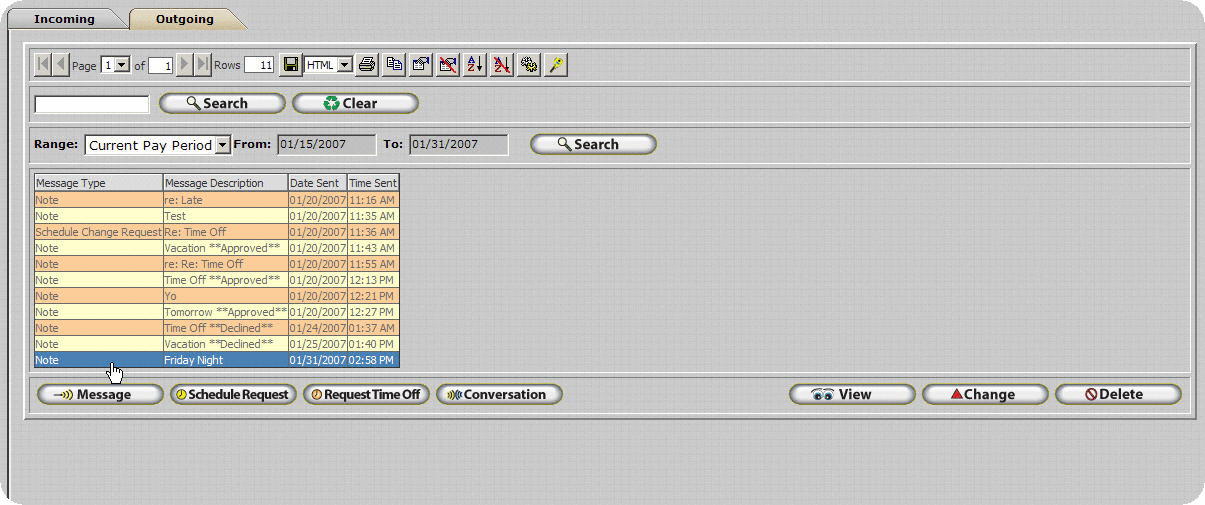 Incoming Outgoing
Page 1 of 1 Rows 11 HTML
Search Clear
Range: Current Pay Period From: 01/15/2007 To: 01/31/2007 Search
Message Type Message Description Date Sent Time Sent
Note re: Late 01/20/2007 11:16 AM
Note Test 01/20/2007 11:35 AM
Schedule Change Request Re: Time Off 01/20/2007 11:36 AM
Note Vacation **Approved** 01/20/2007 11:43 AM
Note re: Re: Time Off 01/20/2007 11:55 AM
Note Time Off **Approved** 01/20/2007 12:13 PM
Note Yo 01/20/2007 12:21 PM
Note Tomorrow **Approved** 01/20/2007 12:27 PM
Note Time Off **Declined** 01/24/2007 01:37 AM
Note Vacation **Declined** 01/25/2007 01:40 PM
Note Friday Night 01/31/2007 02:58 PM
Message Schedule Request Request Time Off Conversation View Change Delete